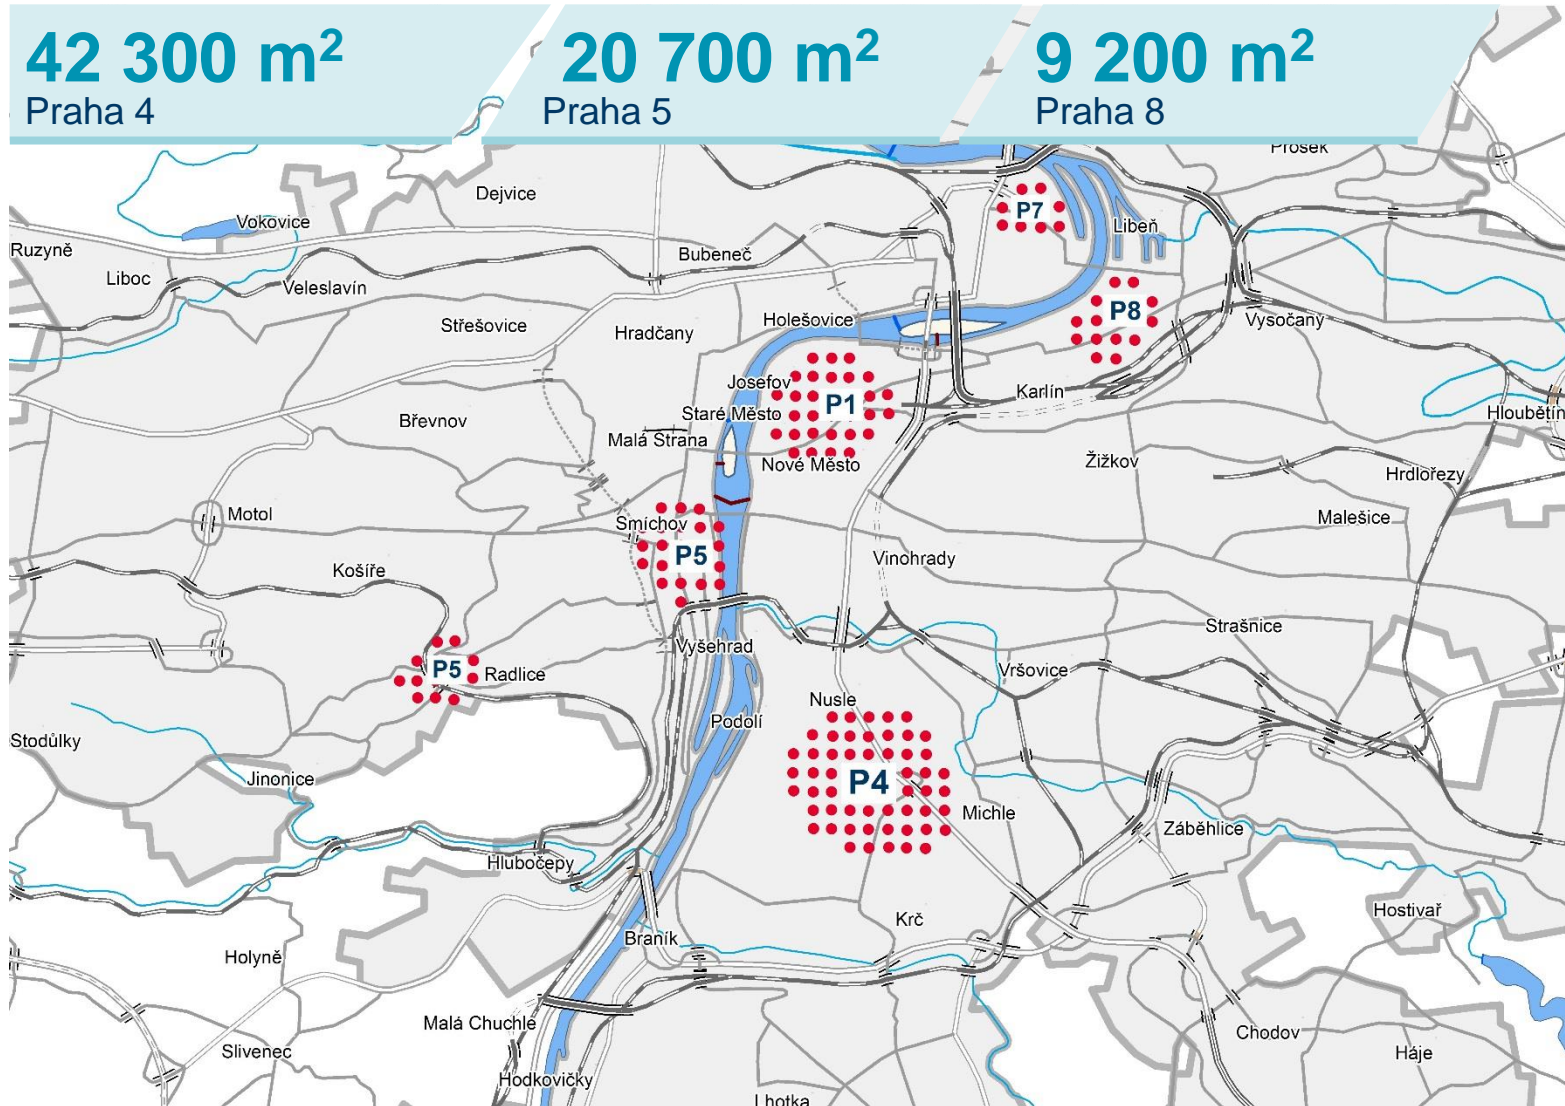 42 300 m²
Praha 4
20 700 m²
Praha 5
9 200 m²
Praha 8
Prosek
Dejvice
P7
Vokovice
Libeň
Ruzyně
Bubeneč
Liboc
Veleslavín
P8
Střešovice
Hradčany
Holešovice
Vysočany
Josefov
Karlín
P1
Staré Město
Hloubětín
Břevnov
Malá Strana
Nové Město
Žižkov
Hrdlořezy
Motol
Smíchov
Malešice
P5
Vinohrady
Košíře
Strašnice
Vyšehrad
P5
Radlice
Vršovice
Nusle
Podolí
Stodůlky
Jinonice
P4
Michle
Záběhlice
Hlubočepy
Hostivař
Krč
Braník
Holyně
Malá Chuchle
Chodov
Slivenec
Háje
Hodkovičky
Lhotka